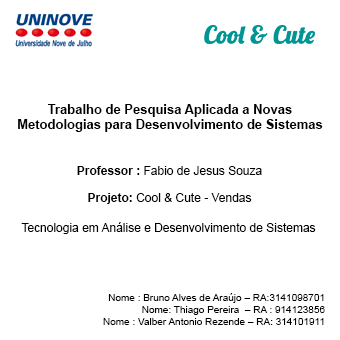 UNINOVE
Universidade Nove de Julho
Cool & Cute
Trabalho de Pesquisa Aplicada a Novas
Metodologias para Desenvolvimento de Sistemas
Professor : Fabio de Jesus Souza
Projeto: Cool & Cute - Vendas
Tecnologia em Análise e Desenvolvimento de Sistemas
Nome : Bruno Alves de Araújo – RA:3141098701
Nome: Thiago Pereira – RA : 914123856
Nome : Valber Antonio Rezende – RA: 314101911